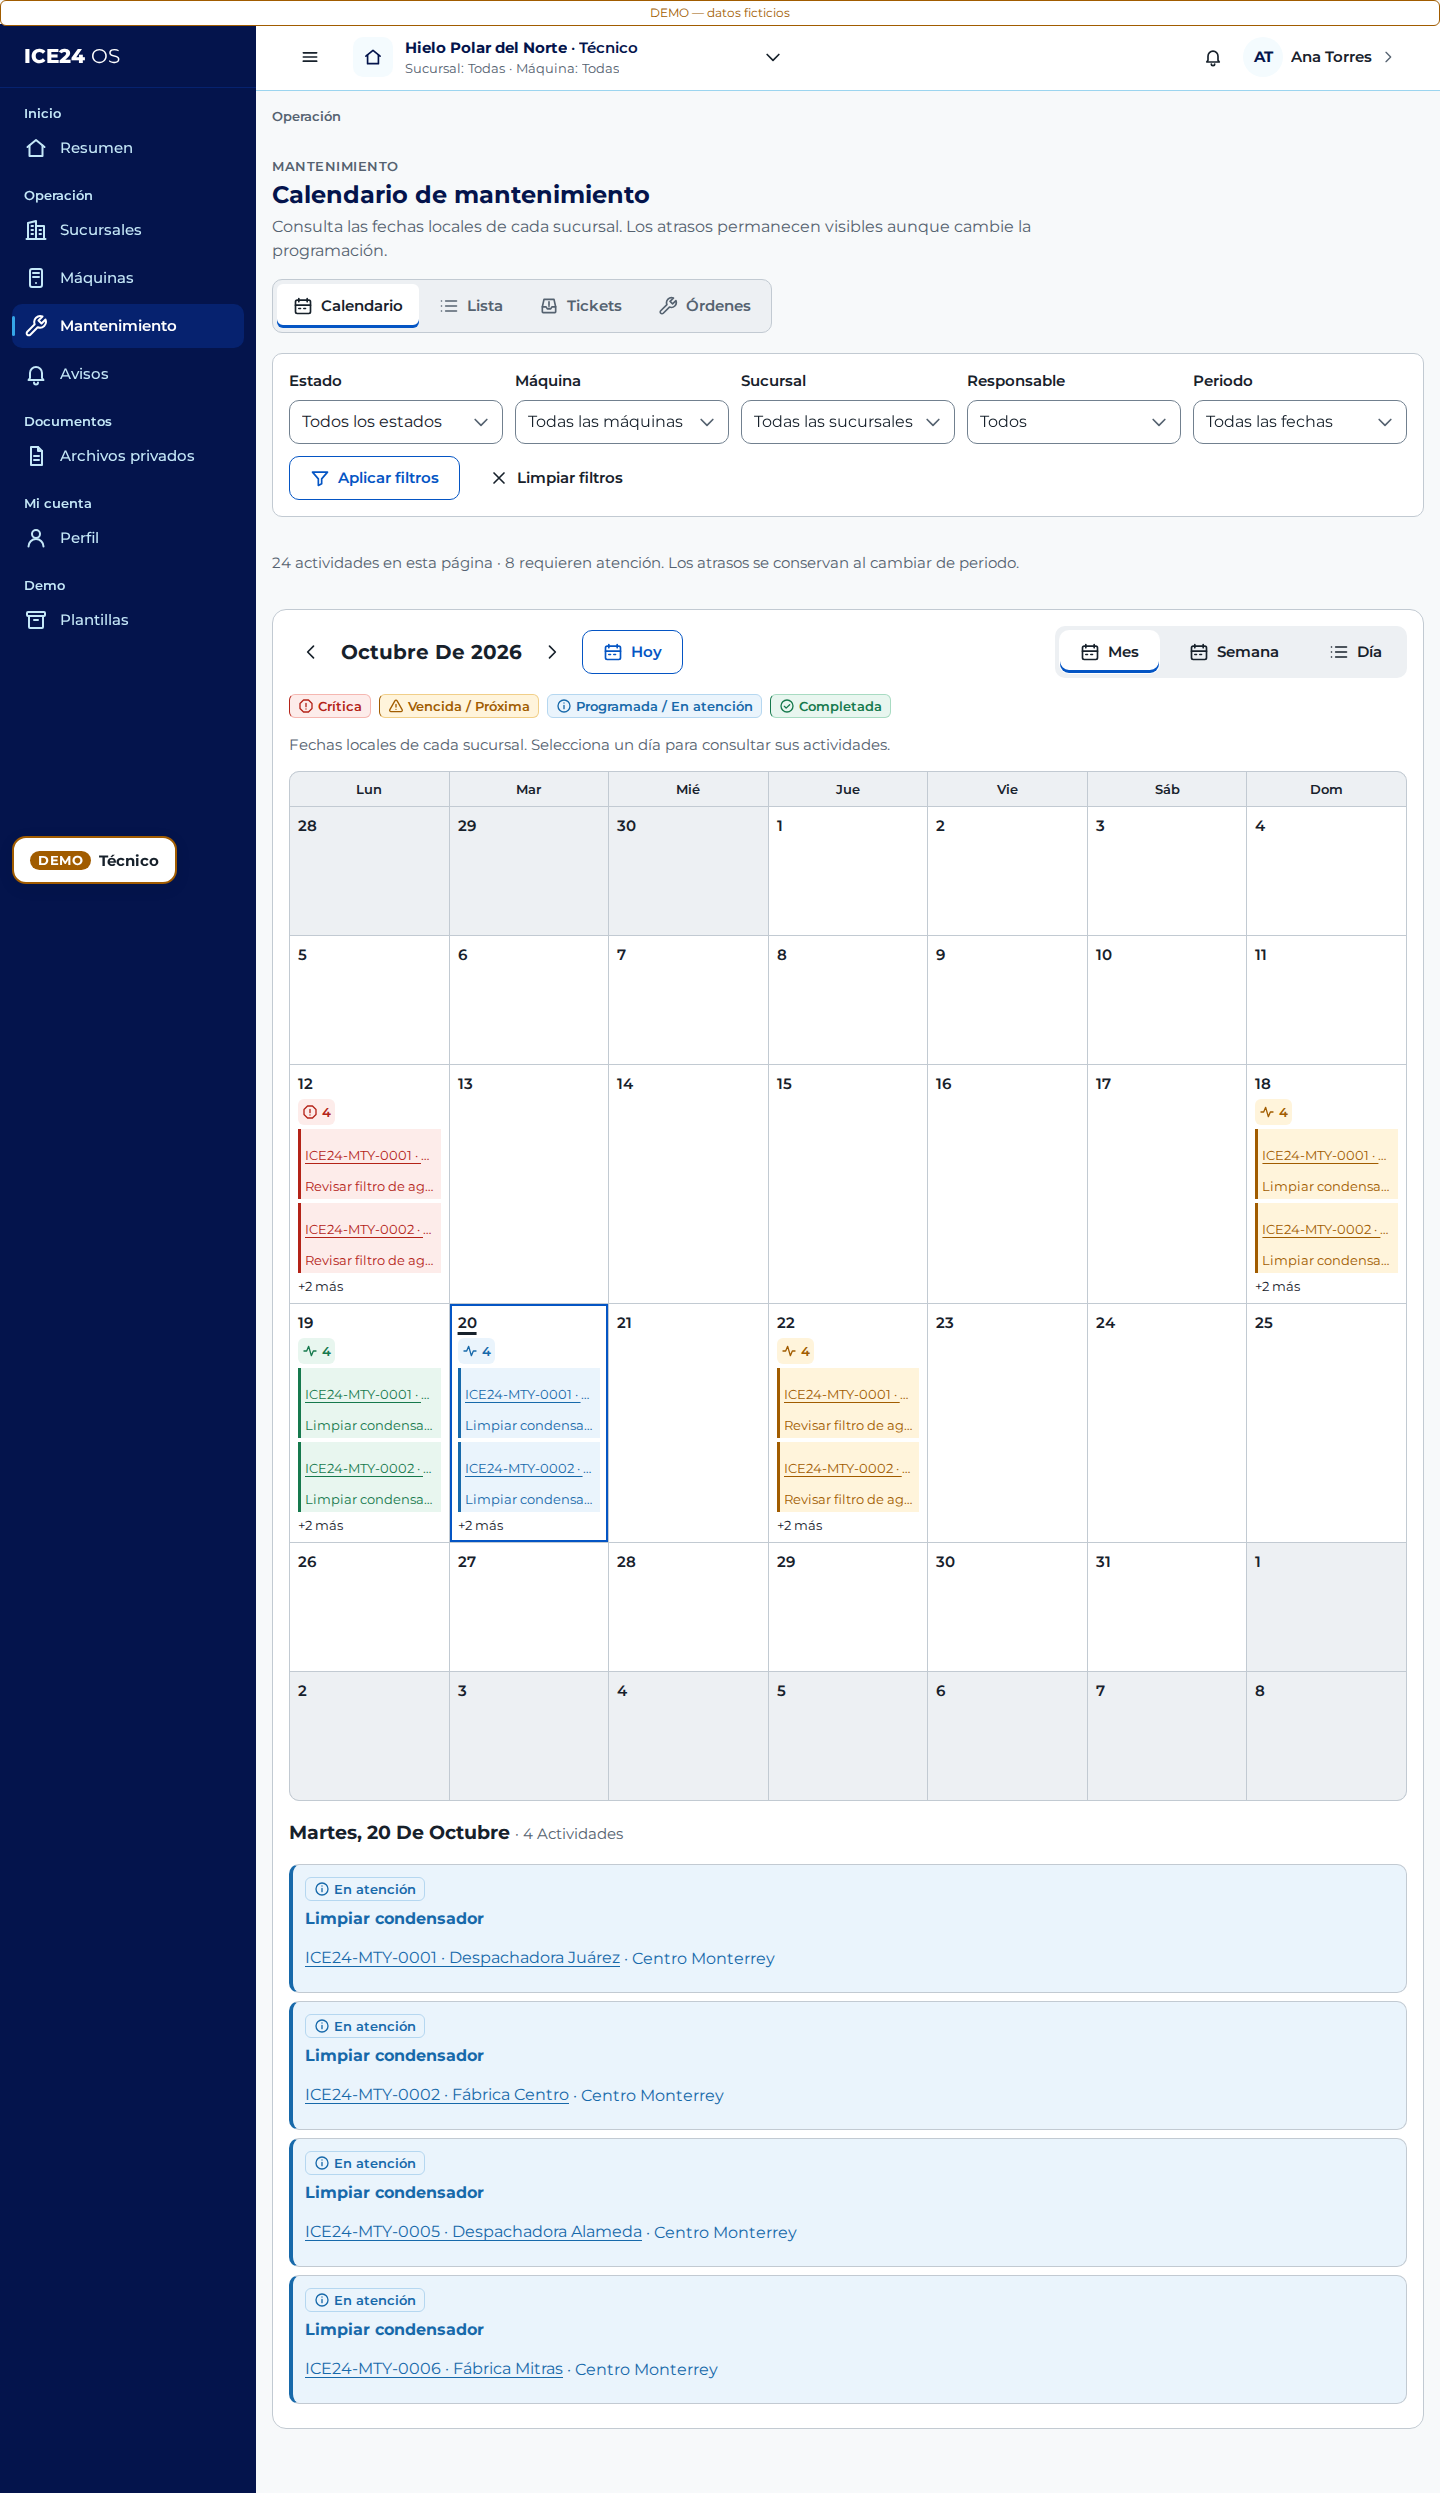 DEMO — datos ficticios
ICE24 OS
Hielo Polar del Norte · Técnico
Sucursal: Todas · Máquina: Todas
AT Ana Torres
Inicio
Resumen
Operación
Sucursales
Máquinas
Mantenimiento
Avisos
Documentos
Archivos privados
Mi cuenta
Perfil
Demo
Plantillas
DEMO Técnico
Operación
MANTENIMIENTO
Calendario de mantenimiento
Consulta las fechas locales de cada sucursal. Los atrasos permanecen visibles aunque cambie la
programación.
Calendario Lista Tickets Órdenes
Estado Máquina Sucursal Responsable Periodo
Todos los estados Todas las máquinas Todas las sucursales Todos Todas las fechas
Aplicar filtros Limpiar filtros
24 actividades en esta página · 8 requieren atención. Los atrasos se conservan al cambiar de periodo.
Octubre De 2026 Hoy Mes Semana Día
Crítica Vencida / Próxima Programada / En atención Completada
Fechas locales de cada sucursal. Selecciona un día para consultar sus actividades.
Lun Mar Mié Jue Vie Sáb Dom
28 29 30 1 2 3 4
5 6 7 8 9 10 11
12 13 14 15 16 17 18
4 4
ICE24-MTY-0001 · ... ICE24-MTY-0001 · ...
Revisar filtro de ag... Limpiar condensa...
ICE24-MTY-0002 · ... ICE24-MTY-0002 · ...
Revisar filtro de ag... Limpiar condensa...
+2 más +2 más
19 20 21 22 23 24 25
4 4 4
ICE24-MTY-0001 · ... ICE24-MTY-0001 · ... ICE24-MTY-0001 · ...
Limpiar condensa... Limpiar condensa... Revisar filtro de ag...
ICE24-MTY-0002 · ... ICE24-MTY-0002 · ... ICE24-MTY-0002 · ...
Limpiar condensa... Limpiar condensa... Revisar filtro de ag...
+2 más +2 más +2 más
26 27 28 29 30 31 1
2 3 4 5 6 7 8
Martes, 20 De Octubre · 4 Actividades
En atención
Limpiar condensador
ICE24-MTY-0001 · Despachadora Juárez · Centro Monterrey
En atención
Limpiar condensador
ICE24-MTY-0002 · Fábrica Centro · Centro Monterrey
En atención
Limpiar condensador
ICE24-MTY-0005 · Despachadora Alameda · Centro Monterrey
En atención
Limpiar condensador
ICE24-MTY-0006 · Fábrica Mitras · Centro Monterrey